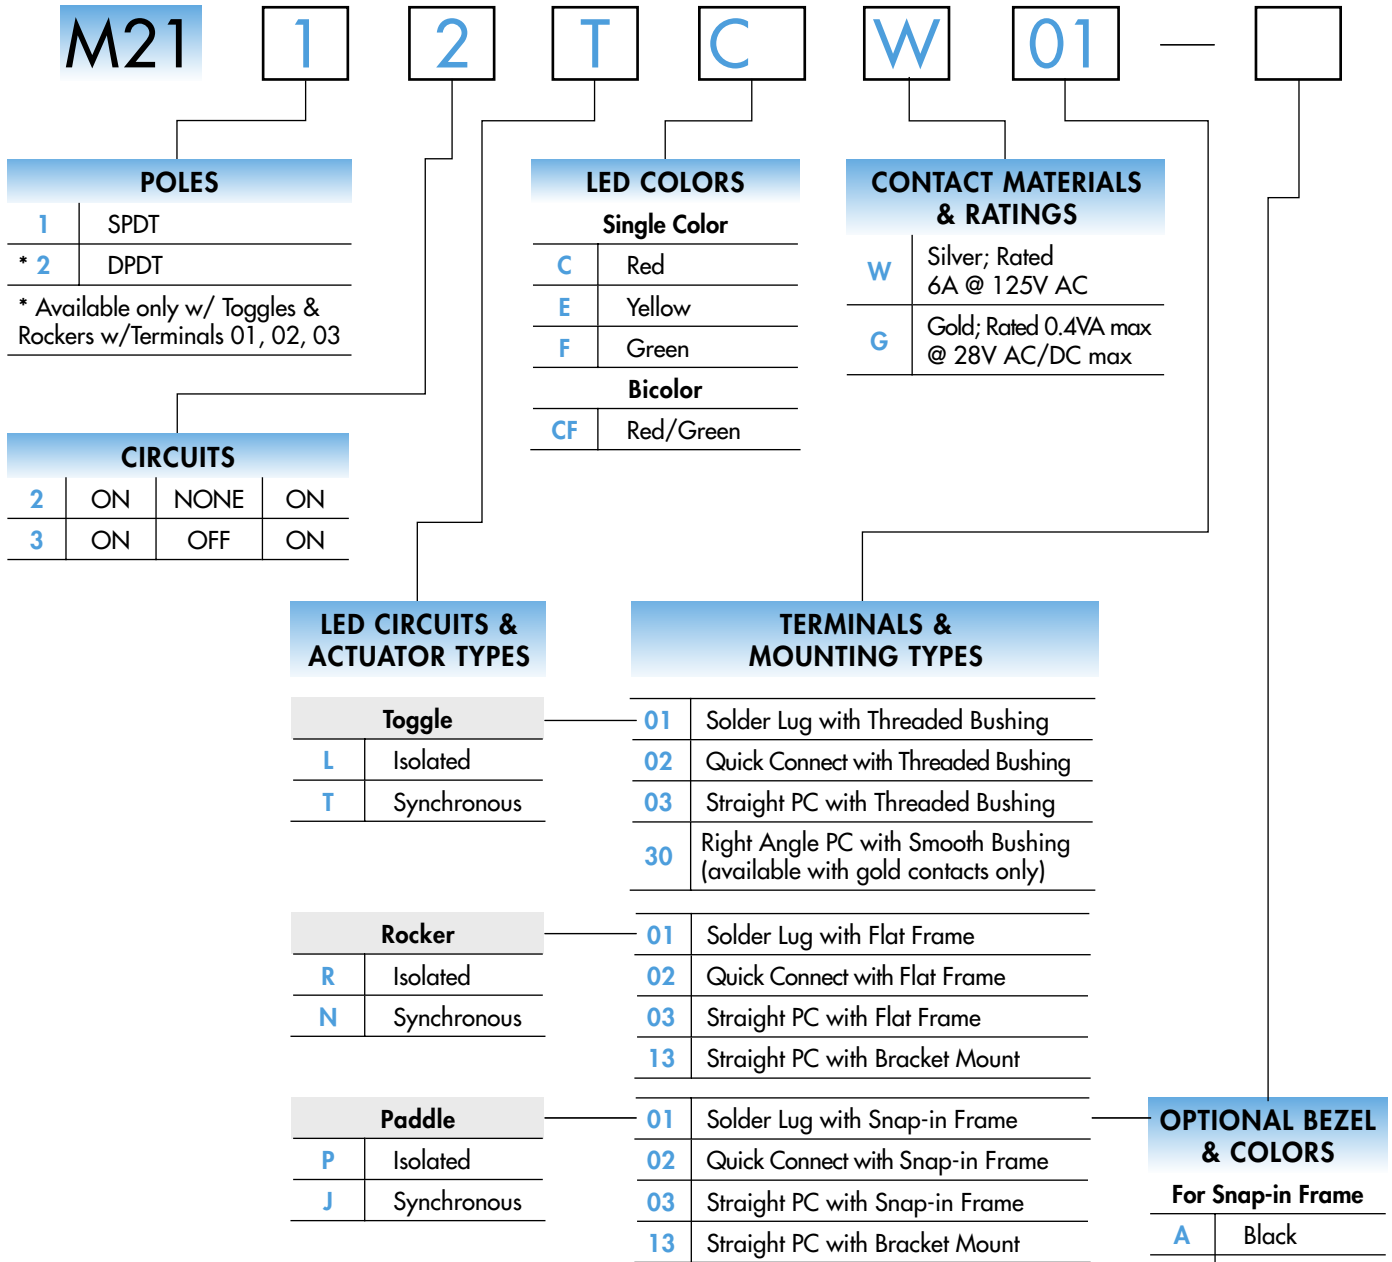 M21 1 2 T C W 01 —
POLES
1 SPDT
* 2 DPDT
* Available only w/ Toggles &
Rockers w/Terminals 01, 02, 03
CIRCUITS
2 ON NONE ON
3 ON OFF ON
LED COLORS
Single Color
C Red
E Yellow
F Green
Bicolor
CF Red/Green
CONTACT MATERIALS
& RATINGS
W Silver; Rated
6A @ 125V AC
G Gold; Rated 0.4VA max
@ 28V AC/DC max
LED CIRCUITS &
ACTUATOR TYPES
TERMINALS &
MOUNTING TYPES
Toggle
L Isolated
T Synchronous
01 Solder Lug with Threaded Bushing
02 Quick Connect with Threaded Bushing
03 Straight PC with Threaded Bushing
30 Right Angle PC with Smooth Bushing
(available with gold contacts only)
Rocker
R Isolated
N Synchronous
01 Solder Lug with Flat Frame
02 Quick Connect with Flat Frame
03 Straight PC with Flat Frame
13 Straight PC with Bracket Mount
Paddle
P Isolated
J Synchronous
01 Solder Lug with Snap-in Frame
02 Quick Connect with Snap-in Frame
03 Straight PC with Snap-in Frame
13 Straight PC with Bracket Mount
OPTIONAL BEZEL
& COLORS
For Snap-in Frame
A Black